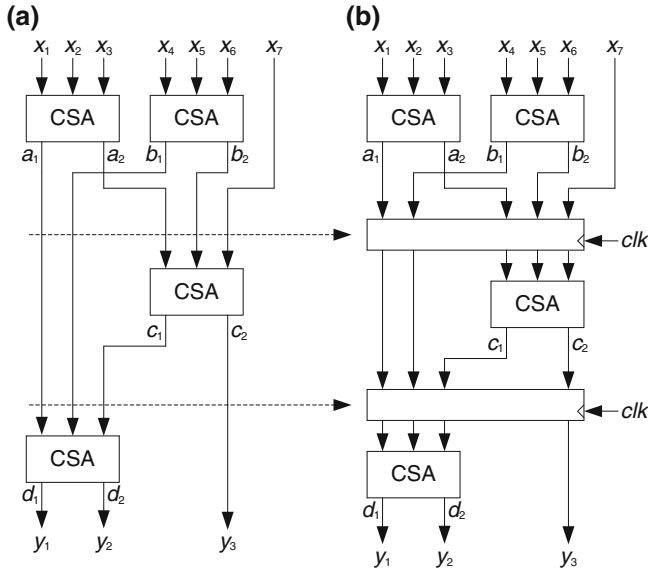 (a)
x₁ x₂ x₃ x₄ x₅ x₆ x₇
CSA CSA
a₁ a₂ b₁ b₂
CSA
c₁ c₂
CSA
d₁ d₂
y₁ y₂ y₃
(b)
x₁ x₂ x₃ x₄ x₅ x₆ x₇
CSA CSA
a₁ a₂ b₁ b₂
clk
CSA
c₁ c₂
clk
CSA
d₁ d₂
y₁ y₂ y₃